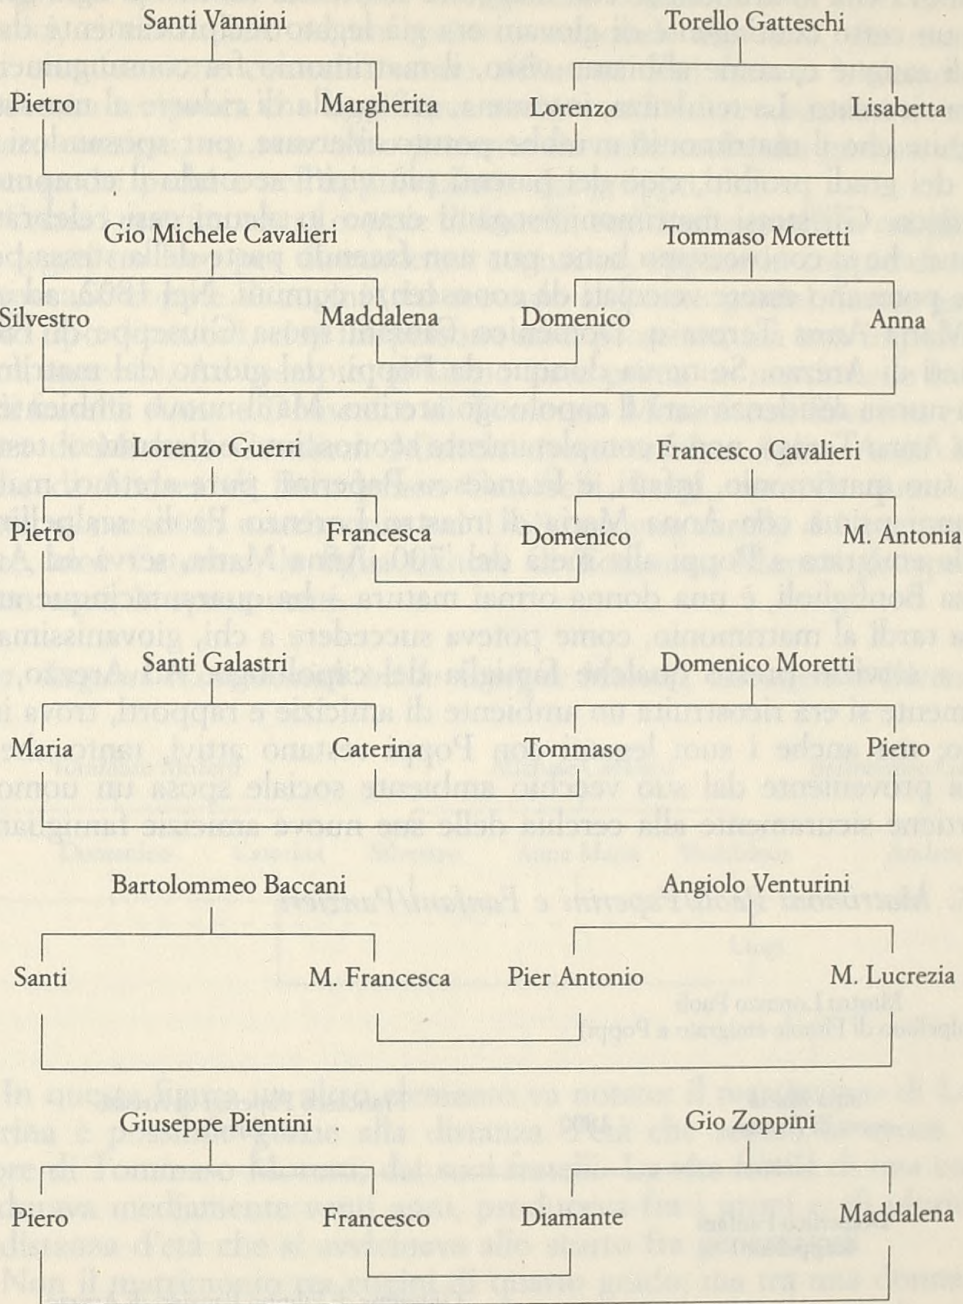 Santi Vannini Torello Gatteschi
Pietro Margherita Lorenzo Lisabetta
Gio Michele Cavalieri Tommaso Moretti
Silvestro Maddalena Domenico Anna
Lorenzo Guerri Francesco Cavalieri
Pietro Francesca Domenico M. Antonia
Santi Galastri Domenico Moretti
Maria Caterina Tommaso Pietro
Bartolommeo Baccani Angiolo Venturini
Santi M. Francesca Pier Antonio M. Lucrezia
Giuseppe Pientini Gio Zoppini
Piero Francesco Diamante Maddalena